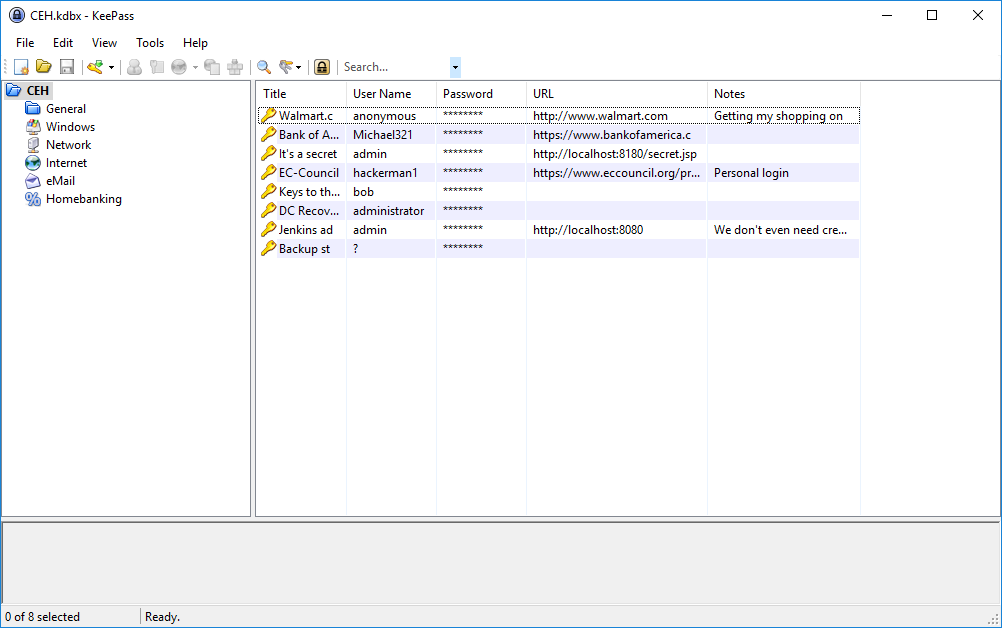 CEH.kdbx - KeePass
File Edit View Tools Help
Search...
CEH
General
Windows
Network
Internet
eMail
Homebanking
Title User Name Password URL Notes
Walmart.c anonymous ******** http://www.walmart.com Getting my shopping on
Bank of A... Michael321 ******** https://www.bankofamerica.c
It's a secret admin ******** http://localhost:8180/secret.jsp
EC-Council hackerman1 ******** https://www.eccouncil.org/pr... Personal login
Keys to th... bob ********
DC Recov... administrator ********
Jenkins ad admin ******** http://localhost:8080 We don't even need cre...
Backup st ? ********
0 of 8 selected Ready.